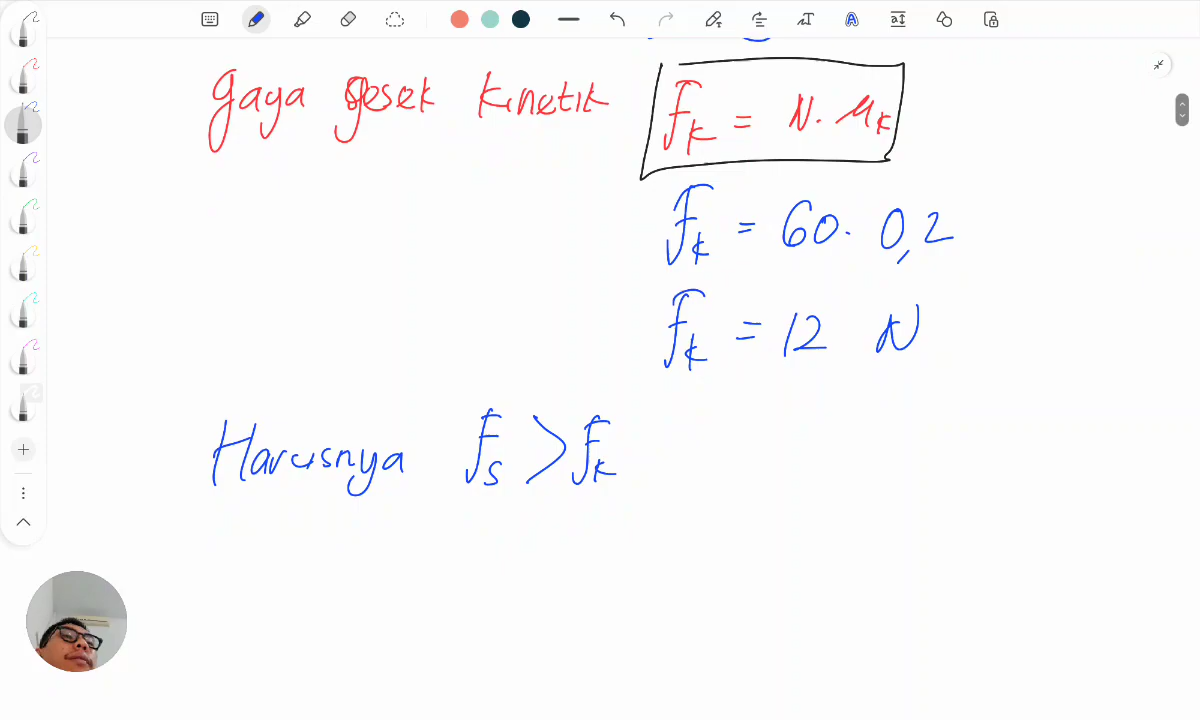 gaya gesek kinetik fk = N. μk
fk = 60. 0,2
fk = 12 N
Harusnya fs > fk